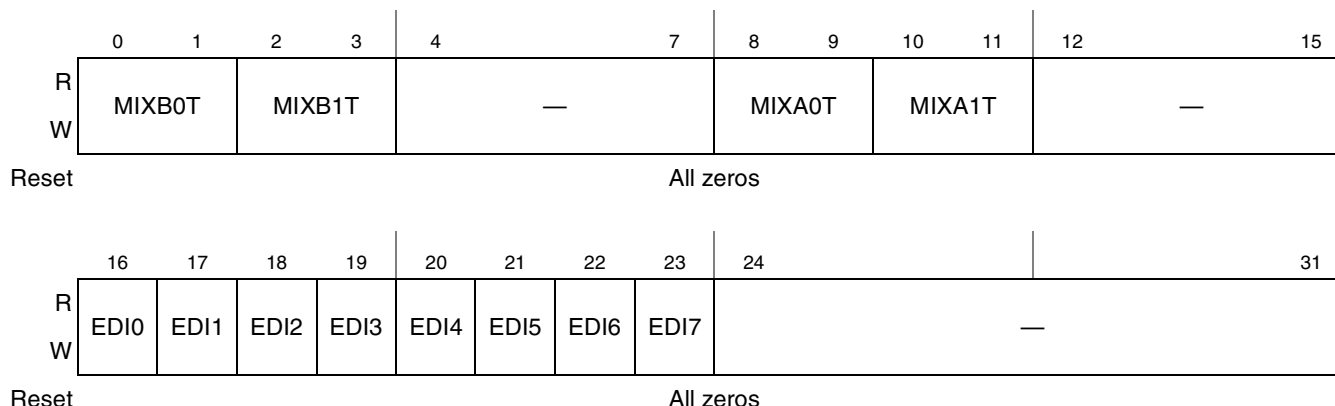 0 1 2 3 4 7 8 9 10 11 12 15
R
MIXB0T MIXB1T — MIXA0T MIXA1T —
W
Reset All zeros
16 17 18 19 20 21 22 23 24 31
R
EDI0 EDI1 EDI2 EDI3 EDI4 EDI5 EDI6 EDI7 —
W
Reset All zeros